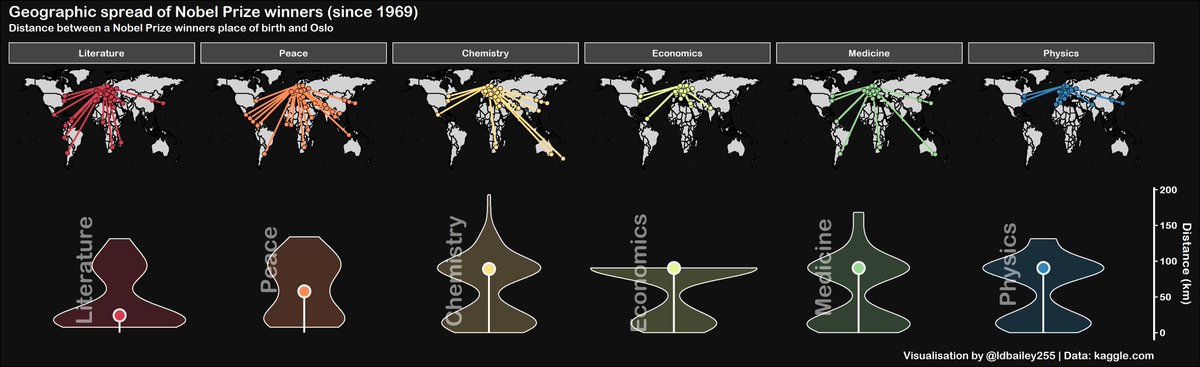 Geographic spread of Nobel Prize winners (since 1969)
Distance between a Nobel Prize winners place of birth and Oslo
Literature Peace Chemistry Economics Medicine Physics
Literature Peace Chemistry Economics Medicine Physics
200
150
100
50
0
Distance (km)
Visualisation by @ldbailey255 | Data: kaggle.com